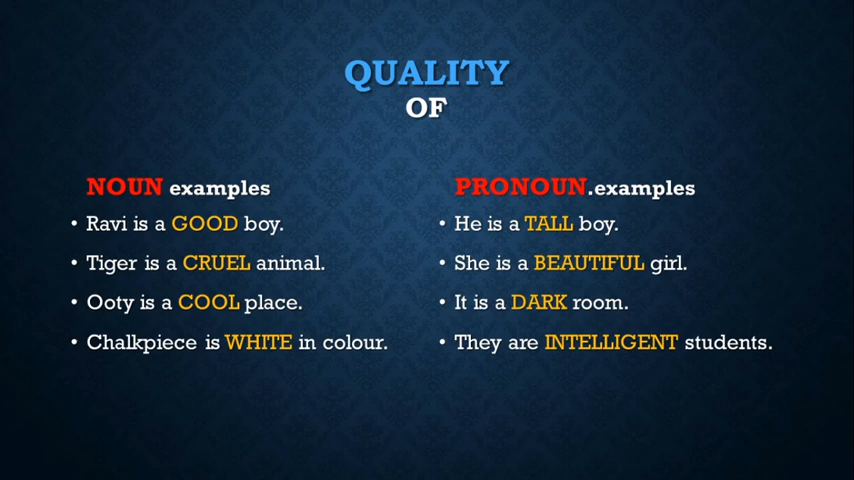 QUALITY
OF
NOUN examples
• Ravi is a GOOD boy.
• Tiger is a CRUEL animal.
• Ooty is a COOL place.
• Chalkpiece is WHITE in colour.
PRONOUN.examples
• He is a TALL boy.
• She is a BEAUTIFUL girl.
• It is a DARK room.
• They are INTELLIGENT students.